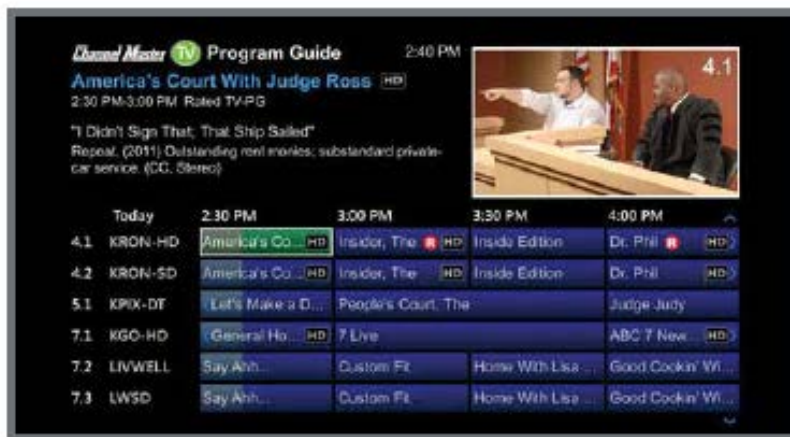 Channel Master TV Program Guide 2:40 PM
4.1
America's Court With Judge Ross HD
2:30 PM-3:00 PM Rated TV-PG
"I Didn't Sign That; That Ship Sailed"
Repeat. (2011) Outstanding rent monies; substandard private-
car service. (CC, Stereo)
Today 2:30 PM 3:00 PM 3:30 PM 4:00 PM
4.1 KRON-HD America's Co... HD Insider, The R HD Inside Edition Dr. Phil R HD
4.2 KRON-SD America's Co... HD Insider, The HD Inside Edition Dr. Phil HD
5.1 KPIX-DT Let's Make a D... People's Court, The Judge Judy
7.1 KGO-HD General Ho... HD 7 Live ABC 7 New... HD
7.2 LIVWELL Say Ahh... Custom Fit Home With Lisa ... Good Cookin' Wi...
7.3 LWSD Say Ahh... Custom Fit Home With Lisa ... Good Cookin' Wi...